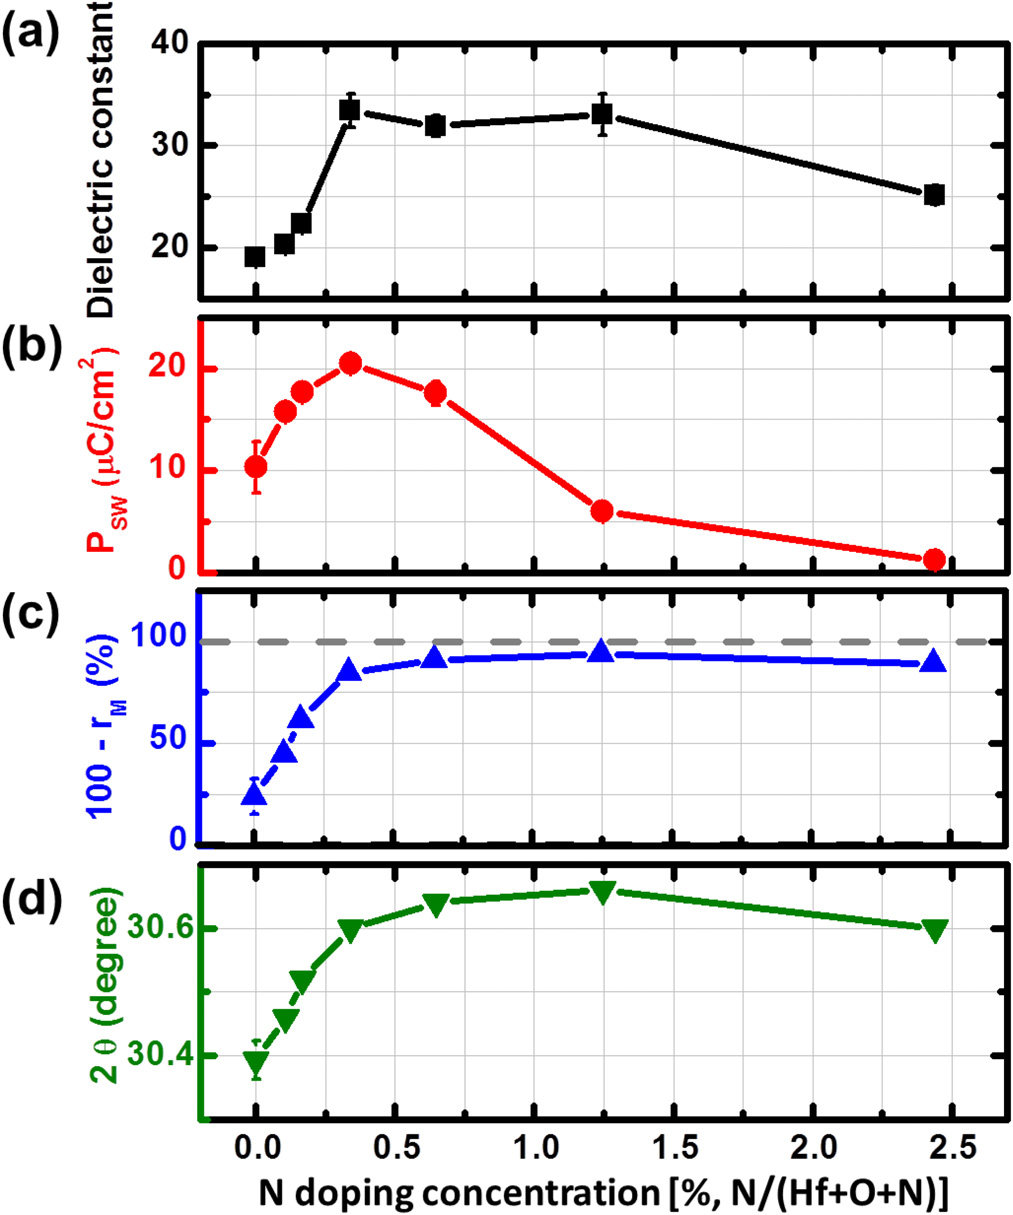 (a)
Dielectric constant
40
30
20
(b)
P_SW (μC/cm²)
20
10
0
(c)
100 - r_M (%)
100
50
0
(d)
2 θ (degree)
30.6
30.4
0.0 0.5 1.0 1.5 2.0 2.5
N doping concentration [%, N/(Hf+O+N)]